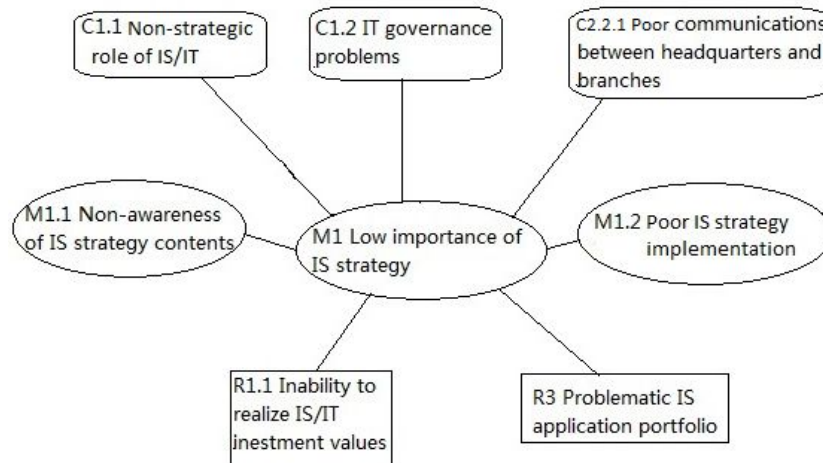 C1.1 Non-strategic
role of IS/IT
C1.2 IT governance
problems
C2.2.1 Poor communications
between headquarters and
branches
M1.1 Non-awareness
of IS strategy contents
M1 Low importance of
IS strategy
M1.2 Poor IS strategy
implementation
R1.1 Inability to
realize IS/IT
inestment values
R3 Problematic IS
application portfolio